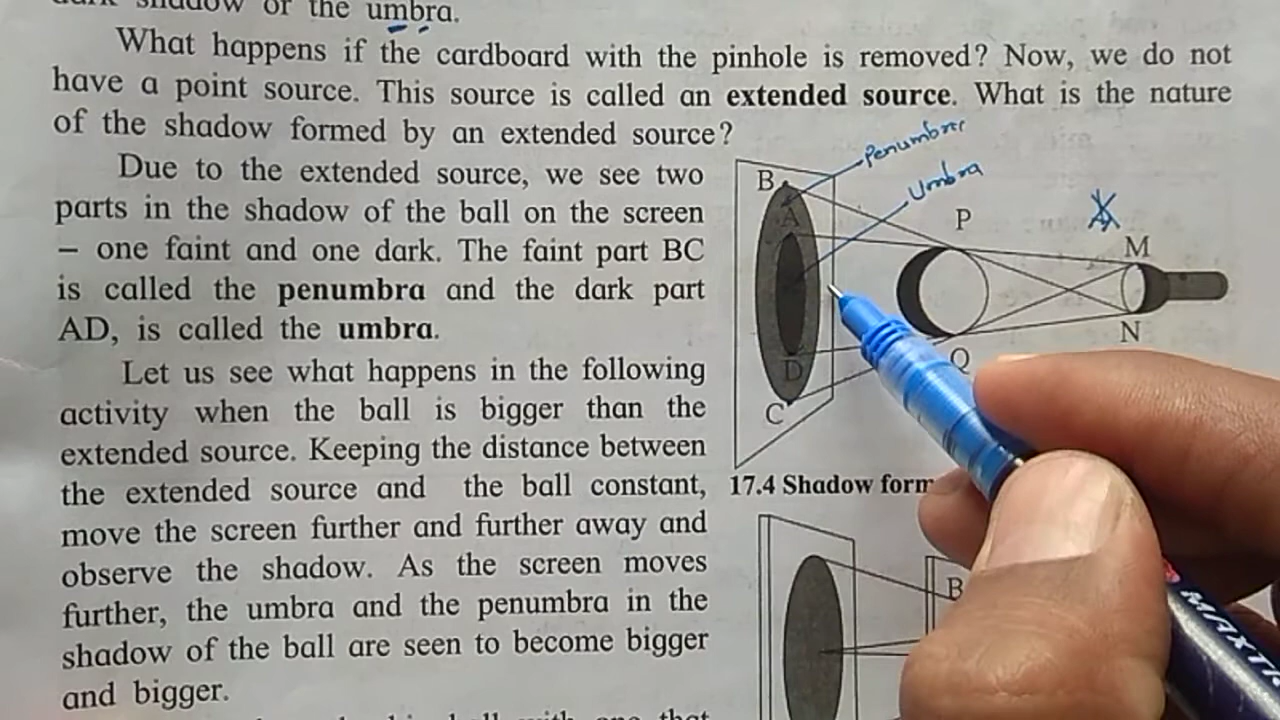 dark shadow or the umbra.
What happens if the cardboard with the pinhole is removed? Now, we do not
have a point source. This source is called an extended source. What is the nature
of the shadow formed by an extended source?
Due to the extended source, we see two
parts in the shadow of the ball on the screen
– one faint and one dark. The faint part BC
is called the penumbra and the dark part
AD, is called the umbra.
Let us see what happens in the following
activity when the ball is bigger than the
extended source. Keeping the distance between
the extended source and the ball constant,
move the screen further and further away and
observe the shadow. As the screen moves
further, the umbra and the penumbra in the
shadow of the ball are seen to become bigger
and bigger.
Penumbra
Umbra
B
A
P
M
N
Q
D
C
17.4 Shadow form
B
MAXTR